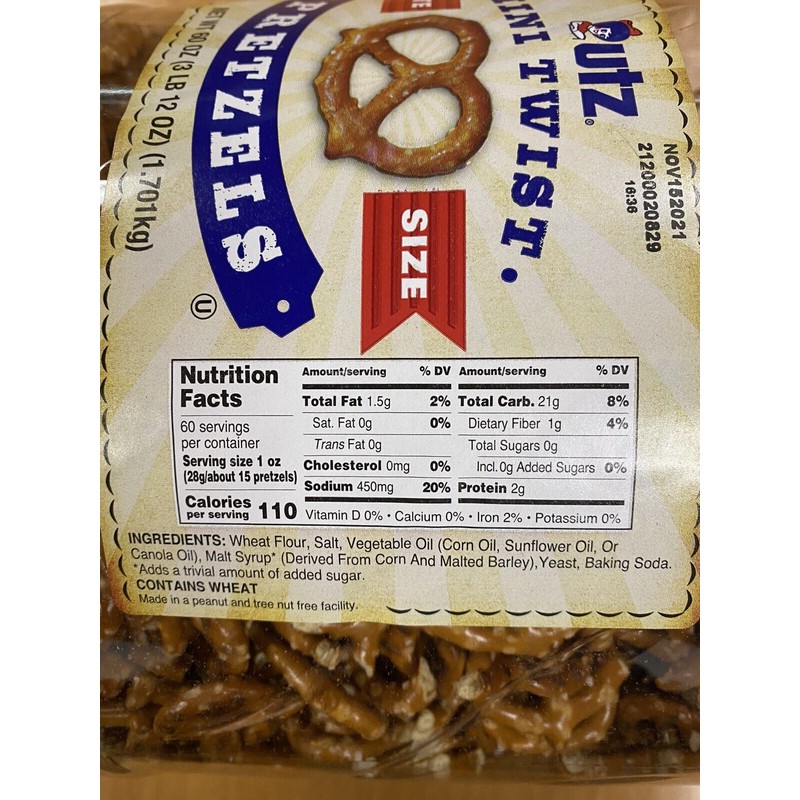 utz®
INI TWIST.
PRETZELS
SIZE
NET WT 60 OZ (3 LB 12 OZ) (1.701kg)
NOV152021
21200020829
16:36
U
Nutrition
Facts
60 servings
per container
Serving size 1 oz
(28g/about 15 pretzels)
Calories
per serving 110
Amount/serving % DV
Total Fat 1.5g 2%
Sat. Fat 0g 0%
Trans Fat 0g
Cholesterol 0mg 0%
Sodium 450mg 20%
Amount/serving % DV
Total Carb. 21g 8%
Dietary Fiber 1g 4%
Total Sugars 0g
Incl. 0g Added Sugars 0%
Protein 2g
Vitamin D 0% • Calcium 0% • Iron 2% • Potassium 0%
INGREDIENTS: Wheat Flour, Salt, Vegetable Oil (Corn Oil, Sunflower Oil, Or
Canola Oil), Malt Syrup* (Derived From Corn And Malted Barley), Yeast, Baking Soda.
*Adds a trivial amount of added sugar.
CONTAINS WHEAT
Made in a peanut and tree nut free facility.